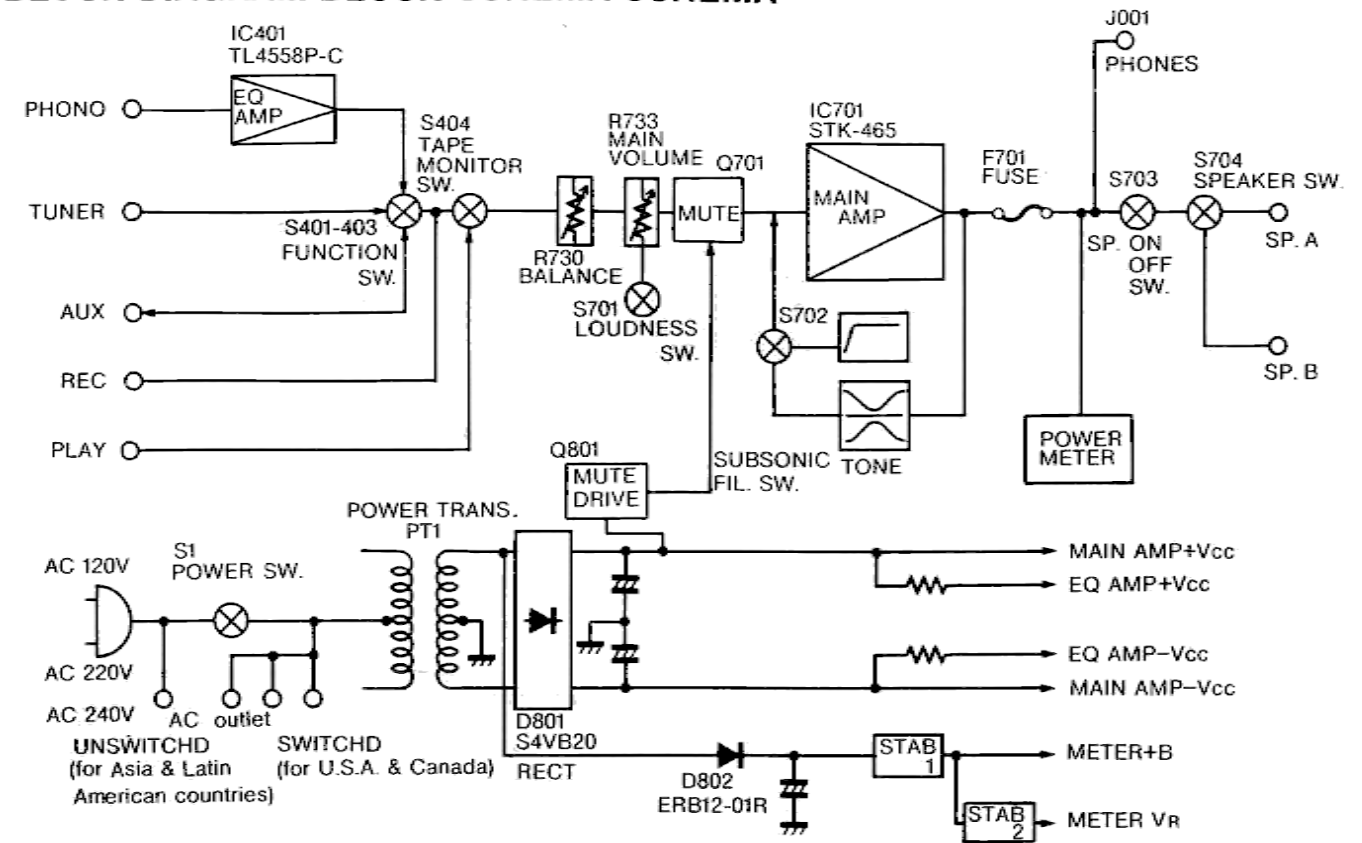 J001
PHONES
IC401
TL4558P-C
PHONO
EQ
AMP
S404
TAPE
MONITOR
SW.
R733
MAIN
VOLUME
Q701
MUTE
IC701
STK-465
MAIN
AMP
F701
FUSE
S703
S704
SPEAKER SW.
TUNER
S401-403
FUNCTION
SW.
R730
BALANCE
SP. ON
OFF
SW.
SP. A
AUX
S701
LOUDNESS
SW.
S702
REC
SP. B
PLAY
Q801
MUTE
DRIVE
SUBSONIC
FIL. SW.
TONE
POWER
METER
POWER TRANS.
PT1
S1
POWER SW.
AC 120V
AC 220V
AC 240V
AC outlet
UNSWITCHD
(for Asia & Latin
American countries)
SWITCHD
(for U.S.A. & Canada)
D801
S4VB20
RECT
MAIN AMP+Vcc
EQ AMP+Vcc
EQ AMP-Vcc
MAIN AMP-Vcc
D802
ERB12-01R
STAB
1
METER+B
STAB
2
METER VR